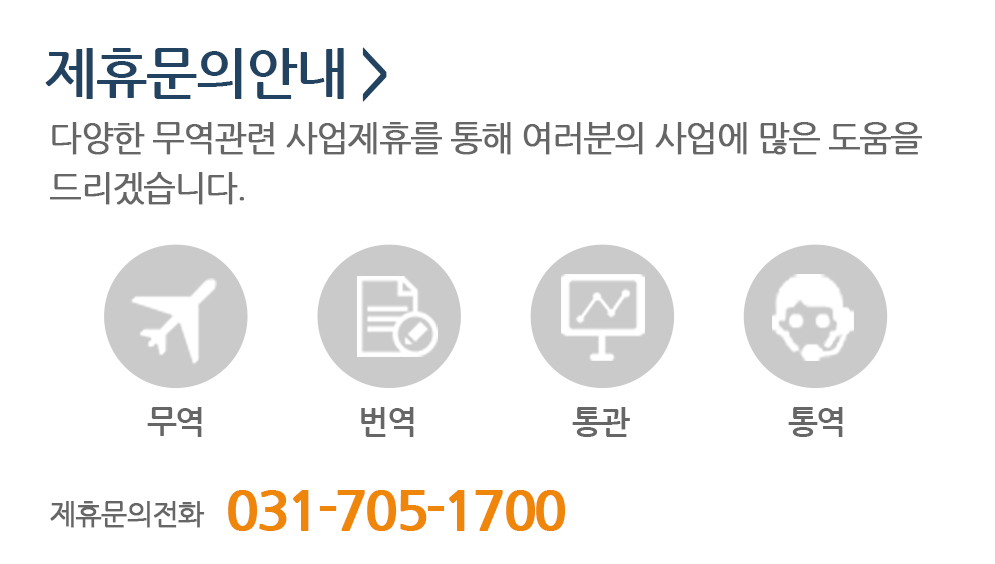 제휴문의안내 >
다양한 무역관련 사업제휴를 통해 여러분의 사업에 많은 도움을
드리겠습니다.
무역 번역 통관 통역
제휴문의전화 031-705-1700